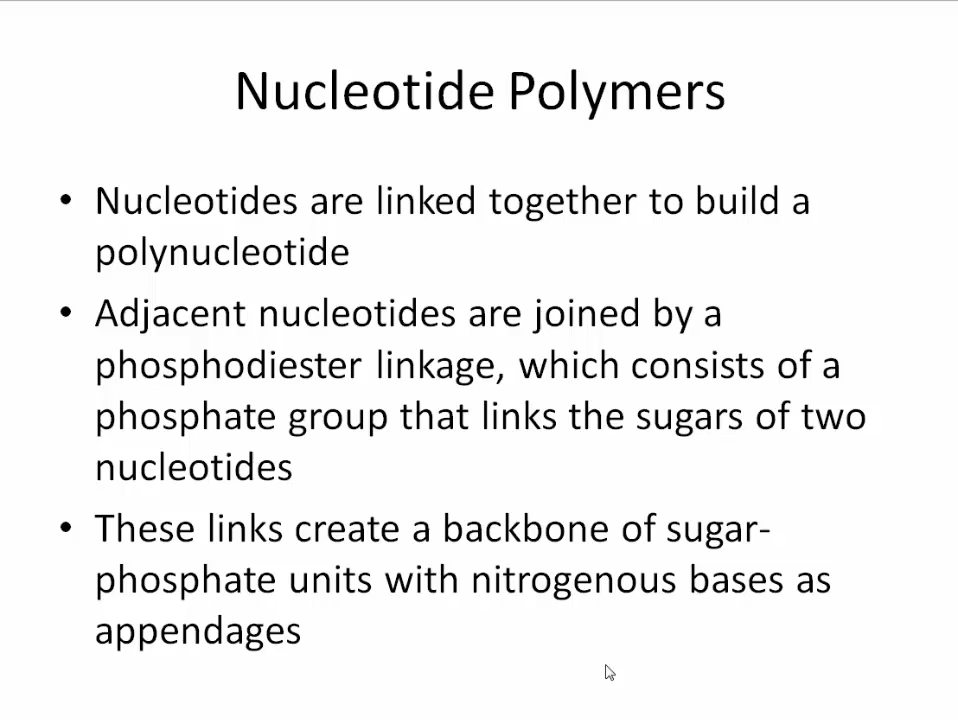 Nucleotide Polymers
• Nucleotides are linked together to build a
polynucleotide
• Adjacent nucleotides are joined by a
phosphodiester linkage, which consists of a
phosphate group that links the sugars of two
nucleotides
• These links create a backbone of sugar-
phosphate units with nitrogenous bases as
appendages